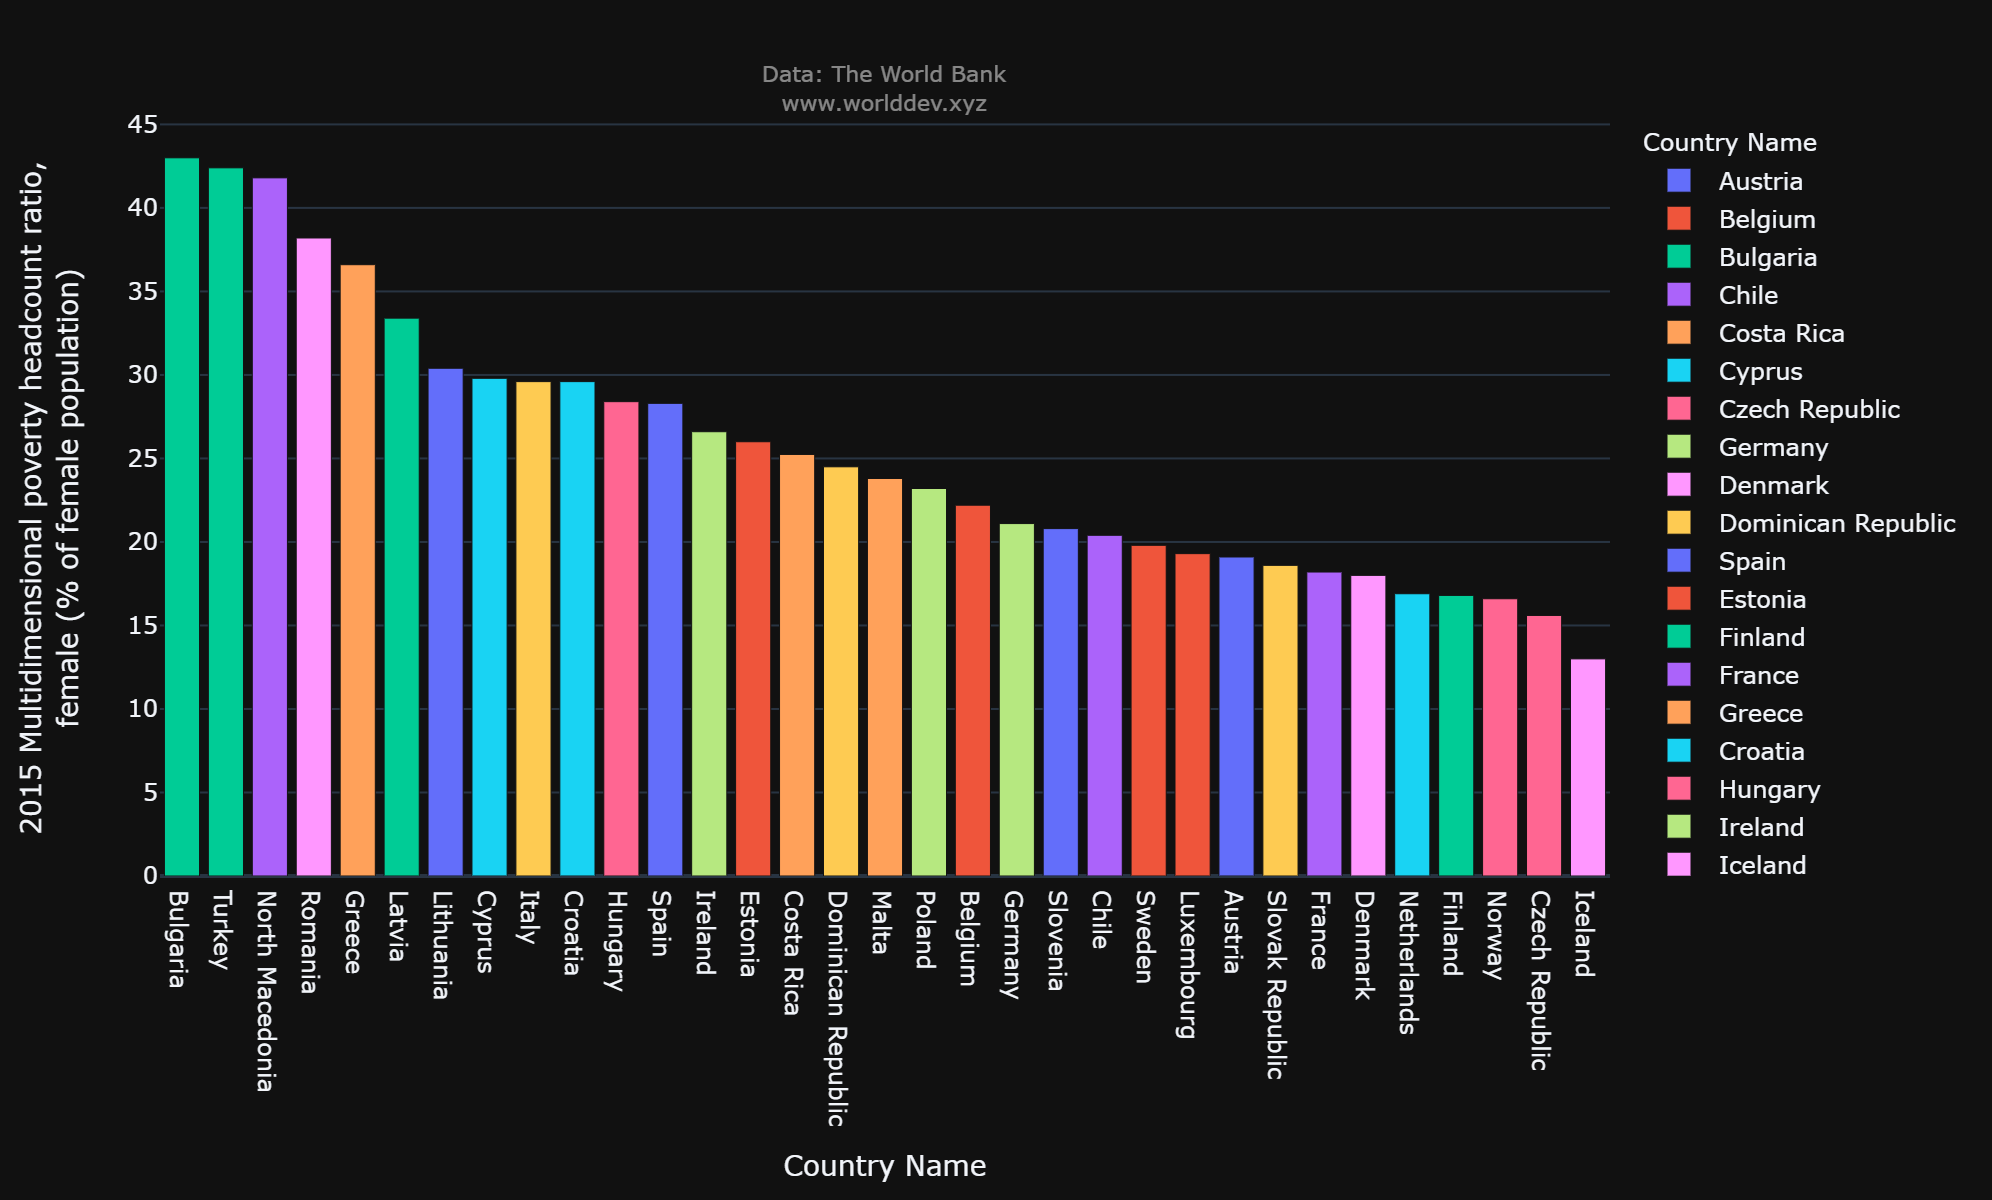 Data: The World Bank
www.worlddev.xyz
2015 Multidimensional poverty headcount ratio,
female (% of female population)
45
40
35
30
25
20
15
10
5
0
Bulgaria
Turkey
North Macedonia
Romania
Greece
Latvia
Lithuania
Cyprus
Italy
Croatia
Hungary
Spain
Ireland
Estonia
Costa Rica
Dominican Republic
Malta
Poland
Belgium
Germany
Slovenia
Chile
Sweden
Luxembourg
Austria
Slovak Republic
France
Denmark
Netherlands
Finland
Norway
Czech Republic
Iceland
Country Name
Country Name
Austria
Belgium
Bulgaria
Chile
Costa Rica
Cyprus
Czech Republic
Germany
Denmark
Dominican Republic
Spain
Estonia
Finland
France
Greece
Croatia
Hungary
Ireland
Iceland